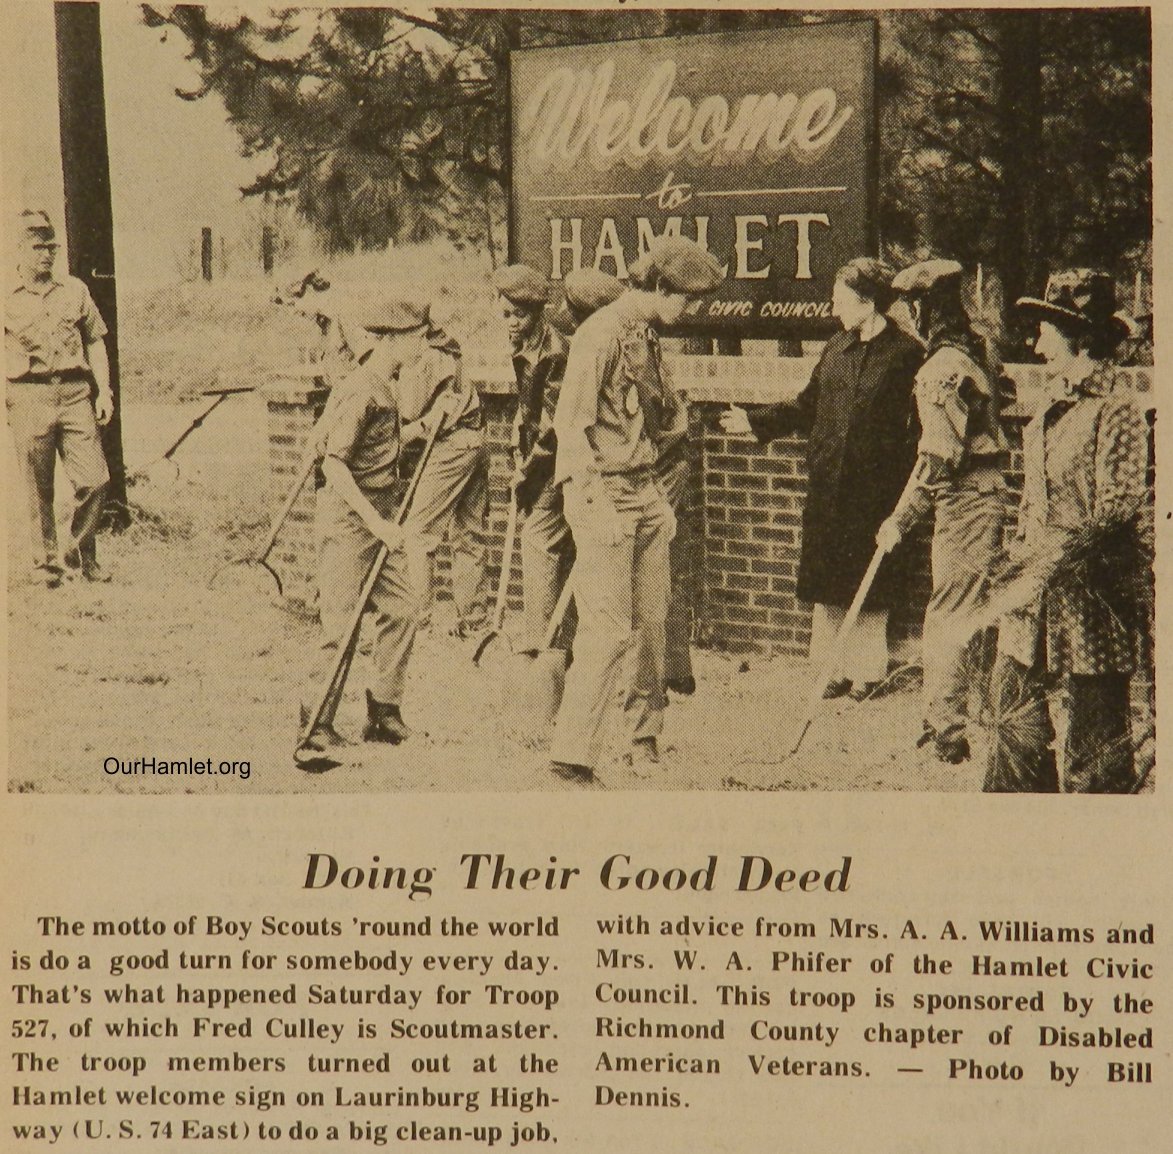 Welcome
to
HAMLET
CIVIC COUNCIL
OurHamlet.org
Doing Their Good Deed
The motto of Boy Scouts 'round the world
is do a good turn for somebody every day.
That's what happened Saturday for Troop
527, of which Fred Culley is Scoutmaster.
The troop members turned out at the
Hamlet welcome sign on Laurinburg High-
way (U. S. 74 East) to do a big clean-up job,
with advice from Mrs. A. A. Williams and
Mrs. W. A. Phifer of the Hamlet Civic
Council. This troop is sponsored by the
Richmond County chapter of Disabled
American Veterans. — Photo by Bill
Dennis.